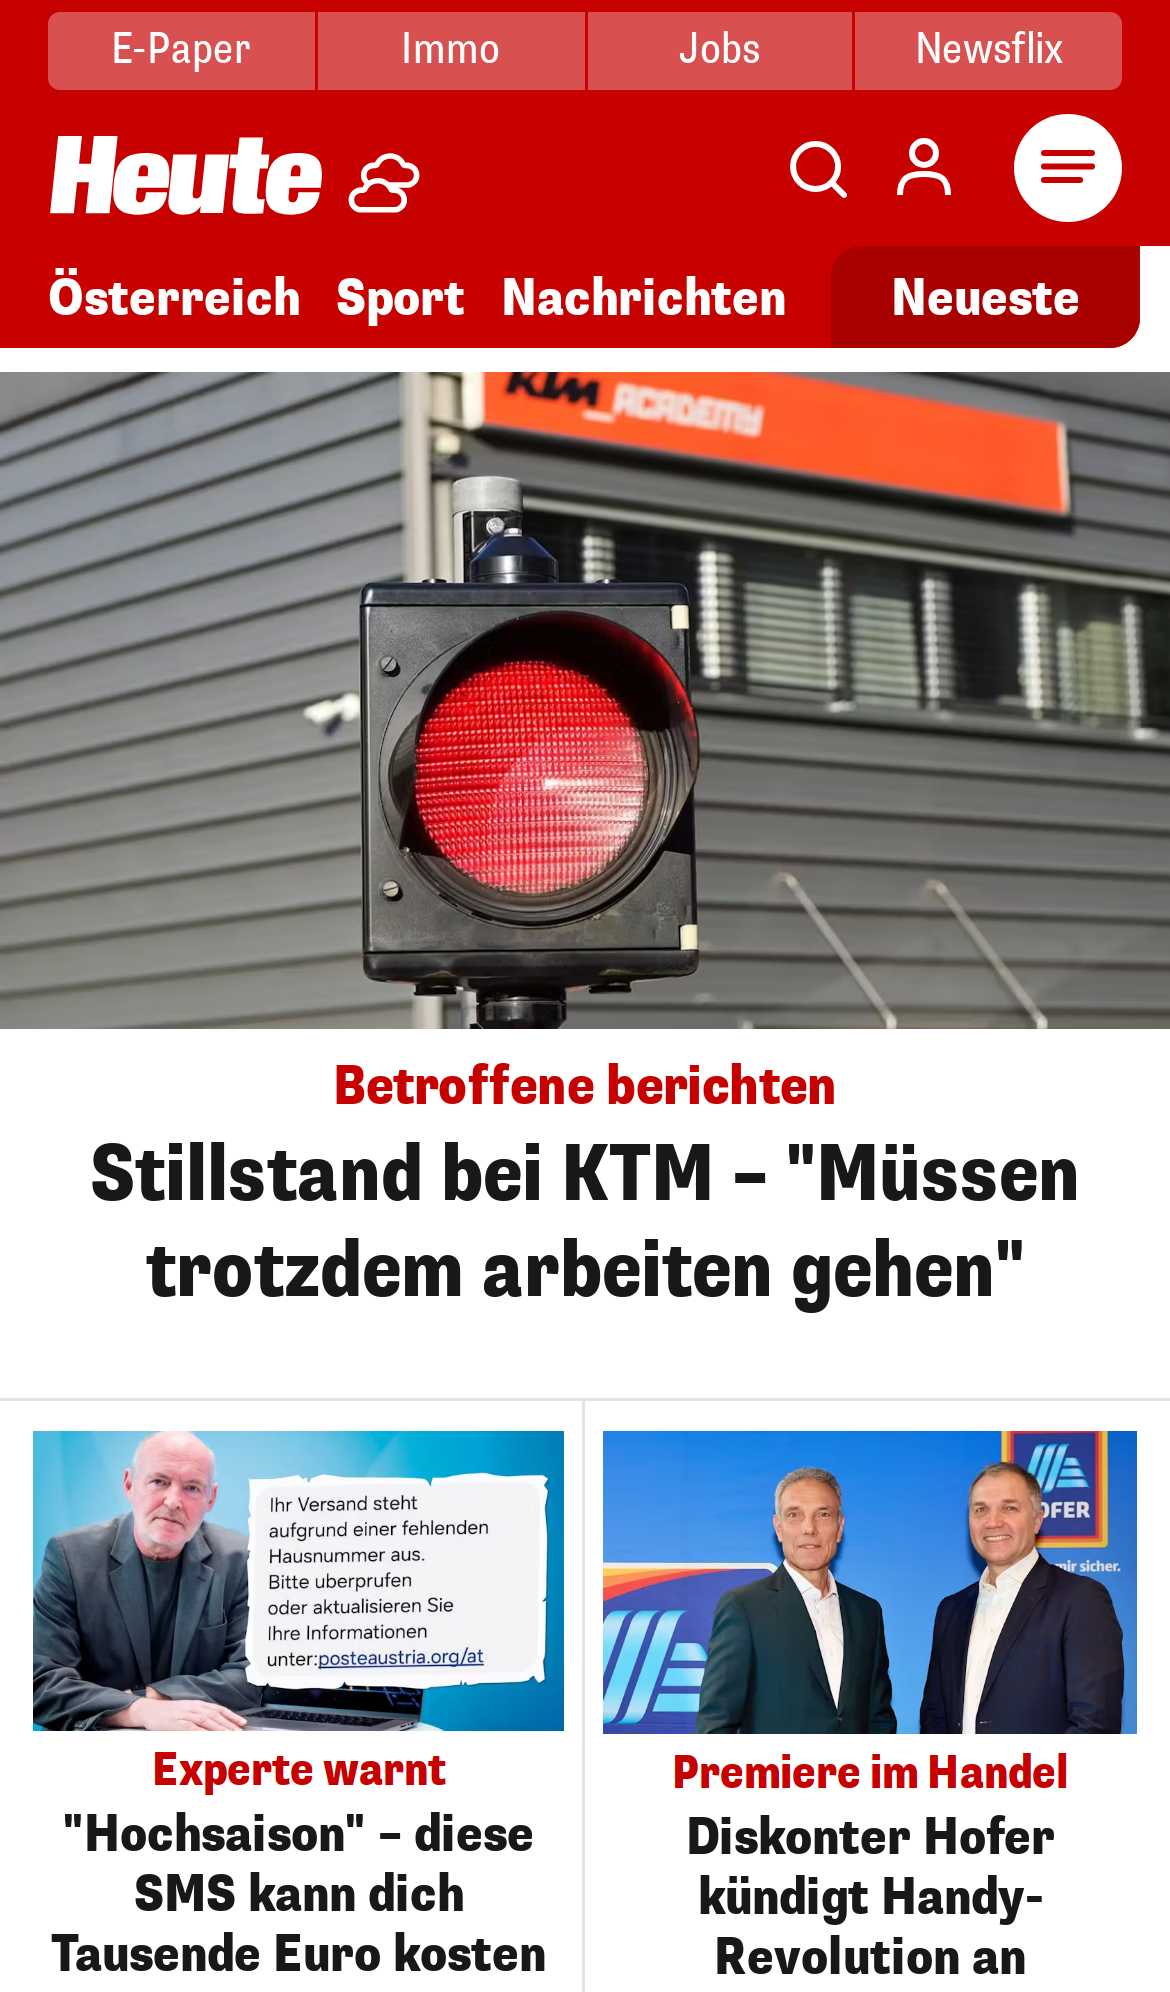 E-Paper Immo Jobs Newsflix
Heute
Österreich Sport Nachrichten Neueste
KTM_ACADEMY
Betroffene berichten
Stillstand bei KTM – "Müssen
trotzdem arbeiten gehen"
Ihr Versand steht
aufgrund einer fehlenden
Hausnummer aus.
Bitte uberprufen
oder aktualisieren Sie
Ihre Informationen
unter:posteaustria.org/at
Experte warnt
"Hochsaison" – diese
SMS kann dich
Tausende Euro kosten
OFER
mir sicher.
Premiere im Handel
Diskonter Hofer
kündigt Handy-
Revolution an